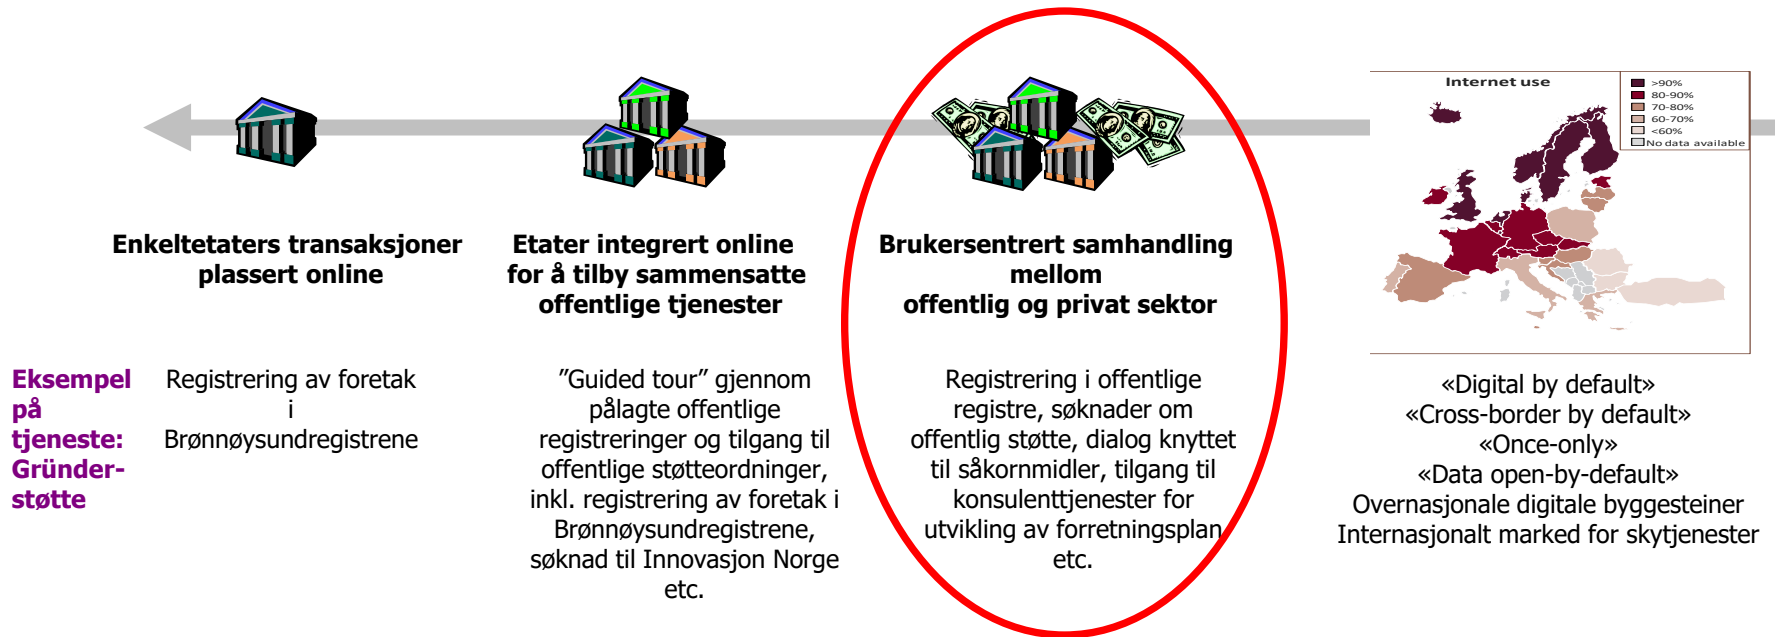 Internet use
>90%
80-90%
70-80%
60-70%
<60%
No data available
Enkeltetaters transaksjoner
plassert online
Etater integrert online
for å tilby sammensatte
offentlige tjenester
Brukersentrert samhandling
mellom
offentlig og privat sektor
Eksempel
på
tjeneste:
Gründer-
støtte
Registrering av foretak
i
Brønnøysundregistrene
”Guided tour” gjennom
pålagte offentlige
registreringer og tilgang til
offentlige støtteordninger,
inkl. registrering av foretak i
Brønnøysundregistrene,
søknad til Innovasjon Norge
etc.
Registrering i offentlige
registre, søknader om
offentlig støtte, dialog knyttet
til såkornmidler, tilgang til
konsulenttjenester for
utvikling av forretningsplan
etc.
«Digital by default»
«Cross-border by default»
«Once-only»
«Data open-by-default»
Overnasjonale digitale byggesteiner
Internasjonalt marked for skytjenester